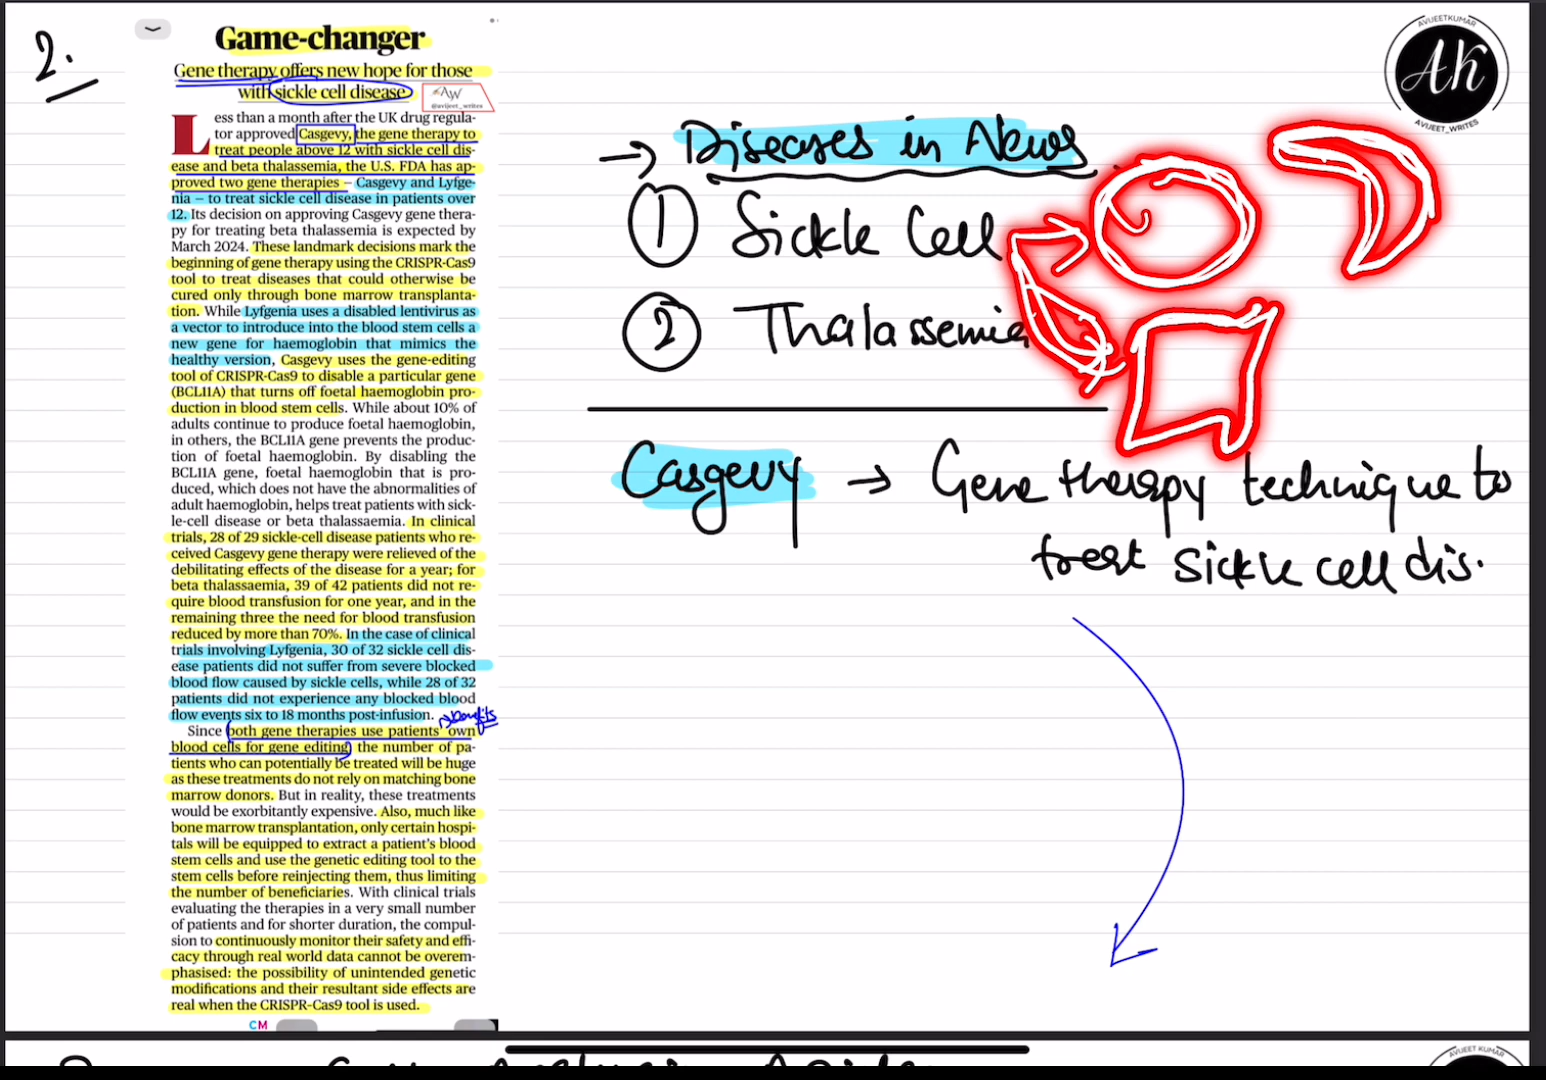 2.
Game-changer
Gene therapy offers new hope for those
with sickle cell disease
AW
@avijeet_writes
Less than a month after the UK drug regula-
tor approved Casgevy, the gene therapy to
treat people above 12 with sickle cell dis-
ease and beta thalassemia, the U.S. FDA has ap-
proved two gene therapies – Casgevy and Lyfge-
nia – to treat sickle cell disease in patients over
12. Its decision on approving Casgevy gene thera-
py for treating beta thalassemia is expected by
March 2024. These landmark decisions mark the
beginning of gene therapy using the CRISPR-Cas9
tool to treat diseases that could otherwise be
cured only through bone marrow transplanta-
tion. While Lyfgenia uses a disabled lentivirus as
a vector to introduce into the blood stem cells a
new gene for haemoglobin that mimics the
healthy version, Casgevy uses the gene-editing
tool of CRISPR-Cas9 to disable a particular gene
(BCL11A) that turns off foetal haemoglobin pro-
duction in blood stem cells. While about 10% of
adults continue to produce foetal haemoglobin,
in others, the BCL11A gene prevents the produc-
tion of foetal haemoglobin. By disabling the
BCL11A gene, foetal haemoglobin that is pro-
duced, which does not have the abnormalities of
adult haemoglobin, helps treat patients with sick-
le-cell disease or beta thalassaemia. In clinical
trials, 28 of 29 sickle-cell disease patients who re-
ceived Casgevy gene therapy were relieved of the
debilitating effects of the disease for a year; for
beta thalassaemia, 39 of 42 patients did not re-
quire blood transfusion for one year, and in the
remaining three the need for blood transfusion
reduced by more than 70%. In the case of clinical
trials involving Lyfgenia, 30 of 32 sickle cell dis-
ease patients did not suffer from severe blocked
blood flow caused by sickle cells, while 28 of 32
patients did not experience any blocked blood
flow events six to 18 months post-infusion.
benefits
Since both gene therapies use patients' own
blood cells for gene editing, the number of pa-
tients who can potentially be treated will be huge
as these treatments do not rely on matching bone
marrow donors. But in reality, these treatments
would be exorbitantly expensive. Also, much like
bone marrow transplantation, only certain hospi-
tals will be equipped to extract a patient's blood
stem cells and use the genetic editing tool to the
stem cells before reinjecting them, thus limiting
the number of beneficiaries. With clinical trials
evaluating the therapies in a very small number
of patients and for shorter duration, the compul-
sion to continuously monitor their safety and effi-
cacy through real world data cannot be overem-
phasised: the possibility of unintended genetic
modifications and their resultant side effects are
real when the CRISPR-Cas9 tool is used.
CM
→ Diseases in News
① Sickle Cell
② Thalassemia
Casgevy → Gene therapy technique to
treat sickle cell dis.
AVIJEETKUMAR
AK
AVIJEET_WRITES
AVIJEET KUMAR